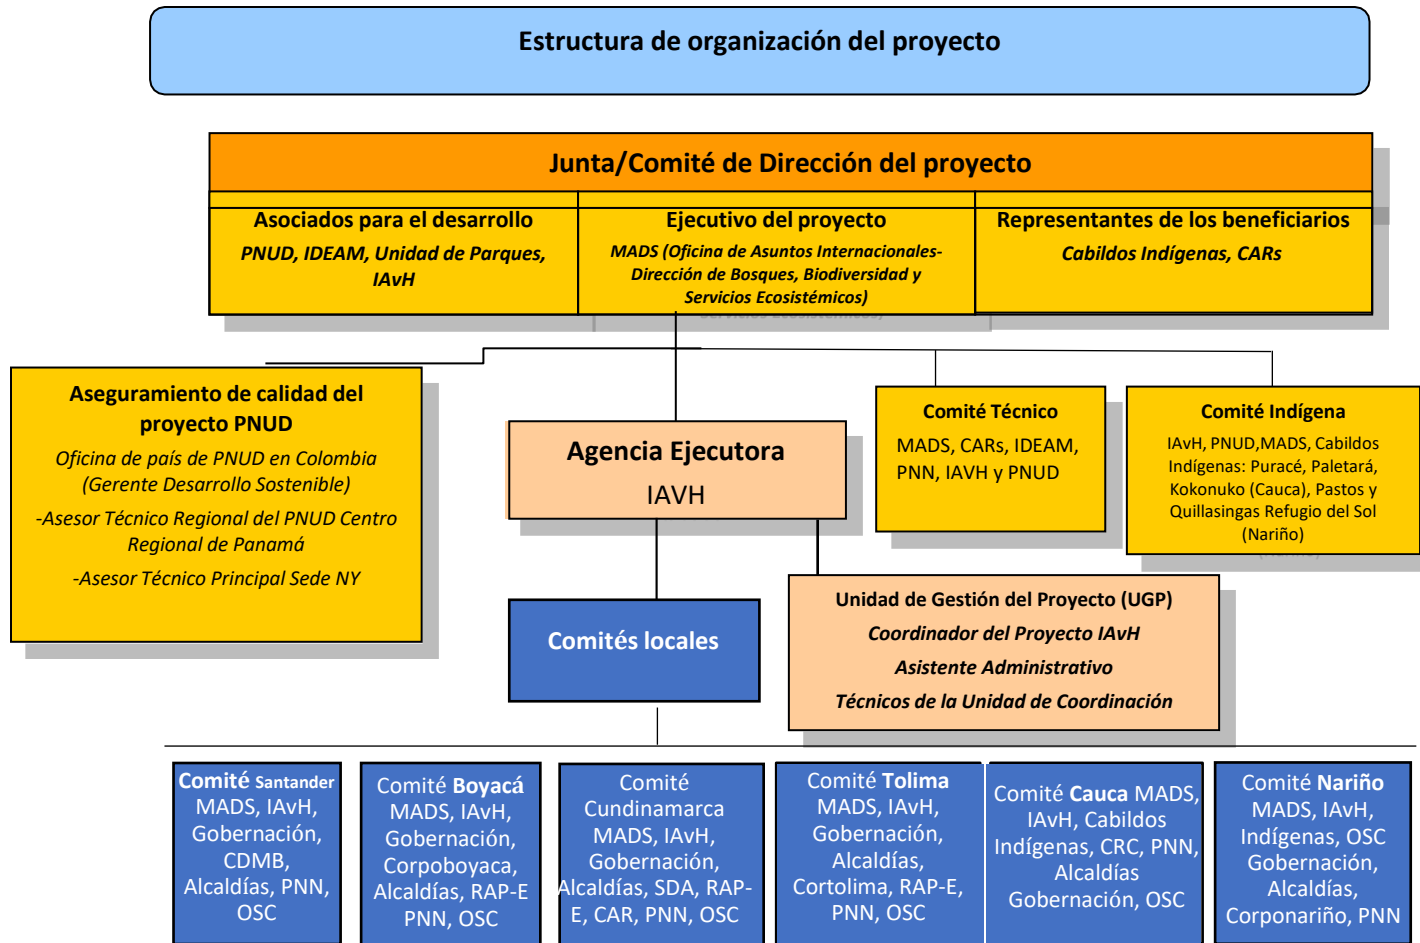 Estructura de organización del proyecto
Junta/Comité de Dirección del proyecto
Asociados para el desarrollo
PNUD, IDEAM, Unidad de Parques,
IAvH
Ejecutivo del proyecto
MADS (Oficina de Asuntos Internacionales-
Dirección de Bosques, Biodiversidad y
Servicios Ecosistémicos)
Representantes de los beneficiarios
Cabildos Indígenas, CARs
Aseguramiento de calidad del
proyecto PNUD
Oficina de país de PNUD en Colombia
(Gerente Desarrollo Sostenible)
-Asesor Técnico Regional del PNUD Centro
Regional de Panamá
-Asesor Técnico Principal Sede NY
Agencia Ejecutora
IAVH
Comité Técnico
MADS, CARs, IDEAM,
PNN, IAVH y PNUD
Comité Indígena
IAvH, PNUD,MADS, Cabildos
Indígenas: Puracé, Paletará,
Kokonuko (Cauca), Pastos y
Quillasingas Refugio del Sol
(Nariño)
Comités locales
Unidad de Gestión del Proyecto (UGP)
Coordinador del Proyecto IAvH
Asistente Administrativo
Técnicos de la Unidad de Coordinación
Comité Santander
MADS, IAvH,
Gobernación,
CDMB,
Alcaldías, PNN,
OSC
Comité Boyacá
MADS, IAvH,
Gobernación,
Corpoboyaca,
Alcaldías, RAP-E
PNN, OSC
Comité
Cundinamarca
MADS, IAvH,
Gobernación,
Alcaldías, SDA, RAP-
E, CAR, PNN, OSC
Comité Tolima
MADS, IAvH,
Gobernación,
Alcaldías,
Cortolima, RAP-E,
PNN, OSC
Comité Cauca MADS,
IAvH, Cabildos
Indígenas, CRC, PNN,
Alcaldías
Gobernación, OSC
Comité Nariño
MADS, IAvH,
Indígenas, OSC
Gobernación,
Alcaldías,
Corponariño, PNN